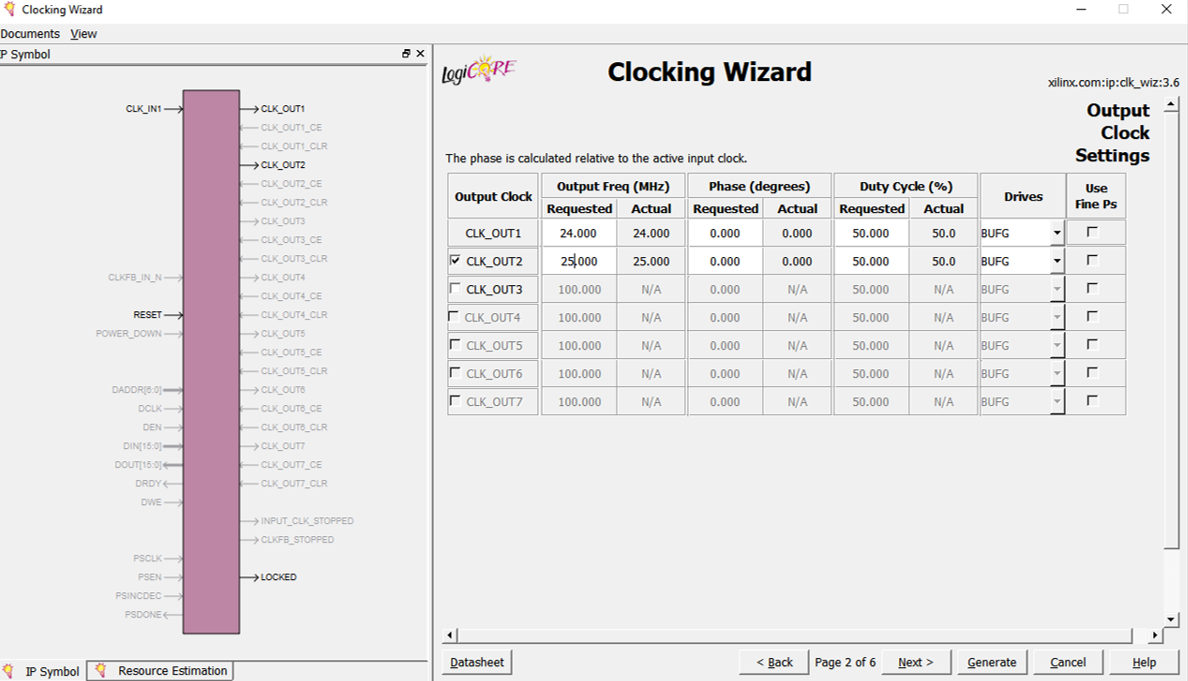 Clocking Wizard
Documents View
P Symbol
CLK_IN1
CLK_OUT1
CLK_OUT1_CE
CLK_OUT1_CLR
CLK_OUT2
CLK_OUT2_CE
CLK_OUT2_CLR
CLK_OUT3
CLK_OUT3_CE
CLK_OUT3_CLR
CLKFB_IN_N
CLK_OUT4
CLK_OUT4_CE
RESET
CLK_OUT4_CLR
POWER_DOWN
CLK_OUT5
CLK_OUT5_CE
CLK_OUT5_CLR
DADDR[6:0]
CLK_OUT6
DCLK
CLK_OUT6_CE
DEN
CLK_OUT6_CLR
DIN[15:0]
CLK_OUT7
DOUT[15:0]
CLK_OUT7_CE
DRDY
CLK_OUT7_CLR
DWE
INPUT_CLK_STOPPED
CLKFB_STOPPED
PSCLK
PSEN
LOCKED
PSINCDEC
PSDONE
IP Symbol Resource Estimation
LogiCORE
Clocking Wizard
xilinx.com:ip:clk_wiz:3.6
Output
Clock
Settings
The phase is calculated relative to the active input clock.
Output Clock Output Freq (MHz) Phase (degrees) Duty Cycle (%) Drives Use Fine Ps
Requested Actual Requested Actual Requested Actual
CLK_OUT1 24.000 24.000 0.000 0.000 50.000 50.0 BUFG
CLK_OUT2 25.000 25.000 0.000 0.000 50.000 50.0 BUFG
CLK_OUT3 100.000 N/A 0.000 N/A 50.000 N/A BUFG
CLK_OUT4 100.000 N/A 0.000 N/A 50.000 N/A BUFG
CLK_OUT5 100.000 N/A 0.000 N/A 50.000 N/A BUFG
CLK_OUT6 100.000 N/A 0.000 N/A 50.000 N/A BUFG
CLK_OUT7 100.000 N/A 0.000 N/A 50.000 N/A BUFG
Datasheet < Back Page 2 of 6 Next > Generate Cancel Help